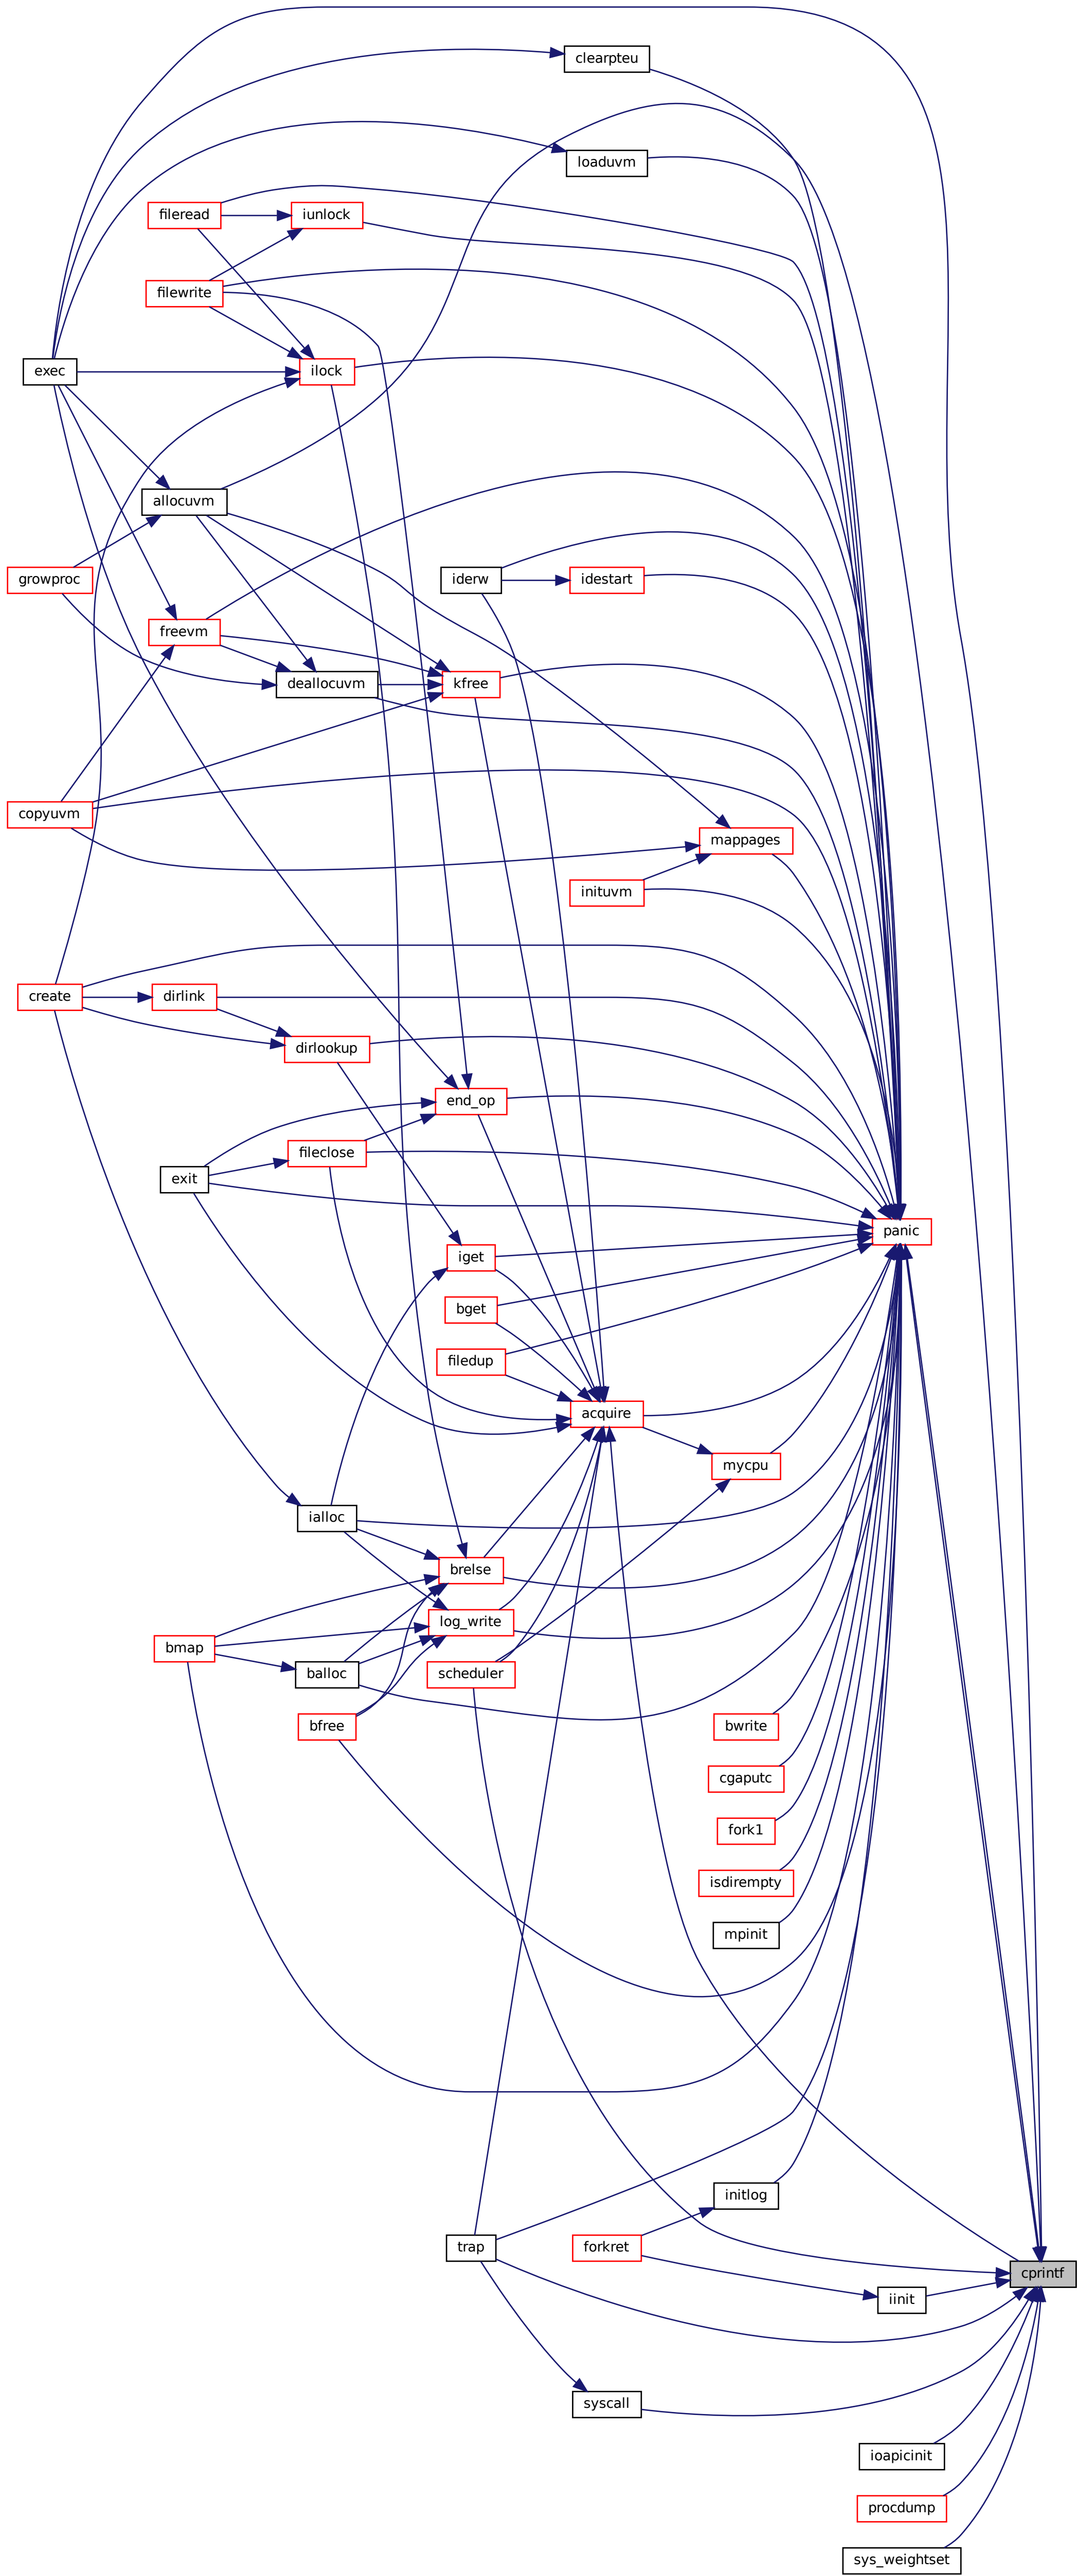 clearpteu
loaduvm
fileread
iunlock
filewrite
exec
ilock
allocuvm
growproc
iderw
idestart
freevm
deallocuvm
kfree
copyuvm
mappages
inituvm
create
dirlink
dirlookup
end_op
fileclose
exit
panic
iget
bget
filedup
acquire
mycpu
ialloc
brelse
log_write
bmap
balloc
scheduler
bfree
bwrite
cgaputc
fork1
isdirempty
mpinit
initlog
trap
forkret
cprintf
iinit
syscall
ioapicinit
procdump
sys_weightset